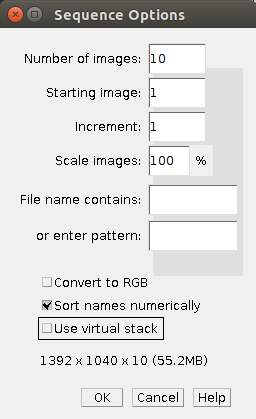 Sequence Options
Number of images: 10
Starting image: 1
Increment: 1
Scale images: 100 %
File name contains:
or enter pattern:
Convert to RGB
Sort names numerically
Use virtual stack
1392 x 1040 x 10 (55.2MB)
OK Cancel Help